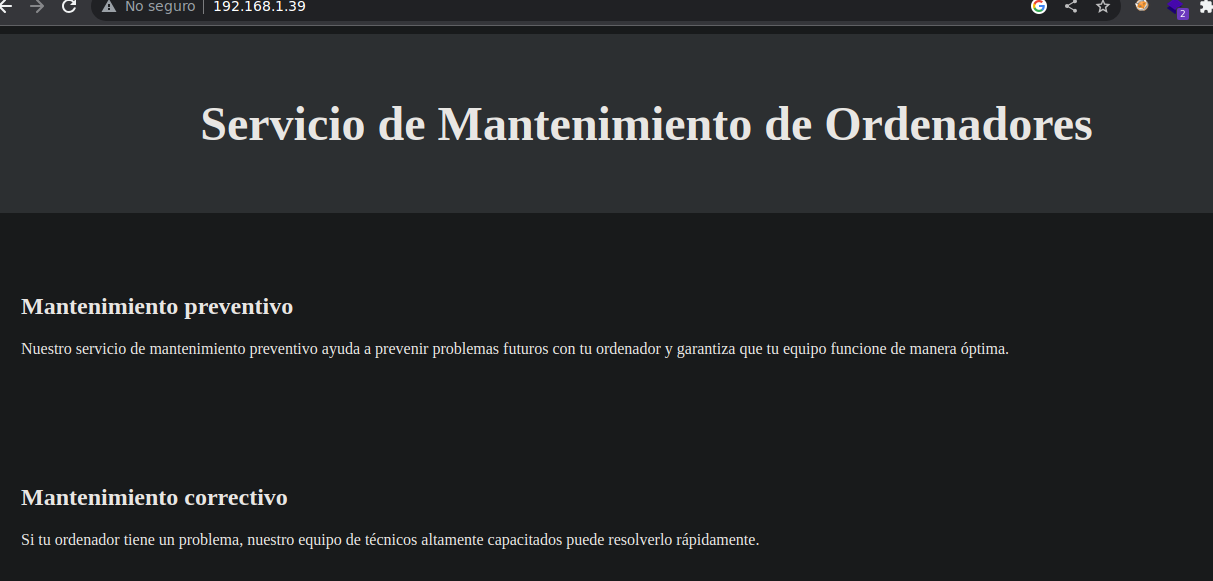 No seguro 192.168.1.39
2
Servicio de Mantenimiento de Ordenadores
Mantenimiento preventivo
Nuestro servicio de mantenimiento preventivo ayuda a prevenir problemas futuros con tu ordenador y garantiza que tu equipo funcione de manera óptima.
Mantenimiento correctivo
Si tu ordenador tiene un problema, nuestro equipo de técnicos altamente capacitados puede resolverlo rápidamente.